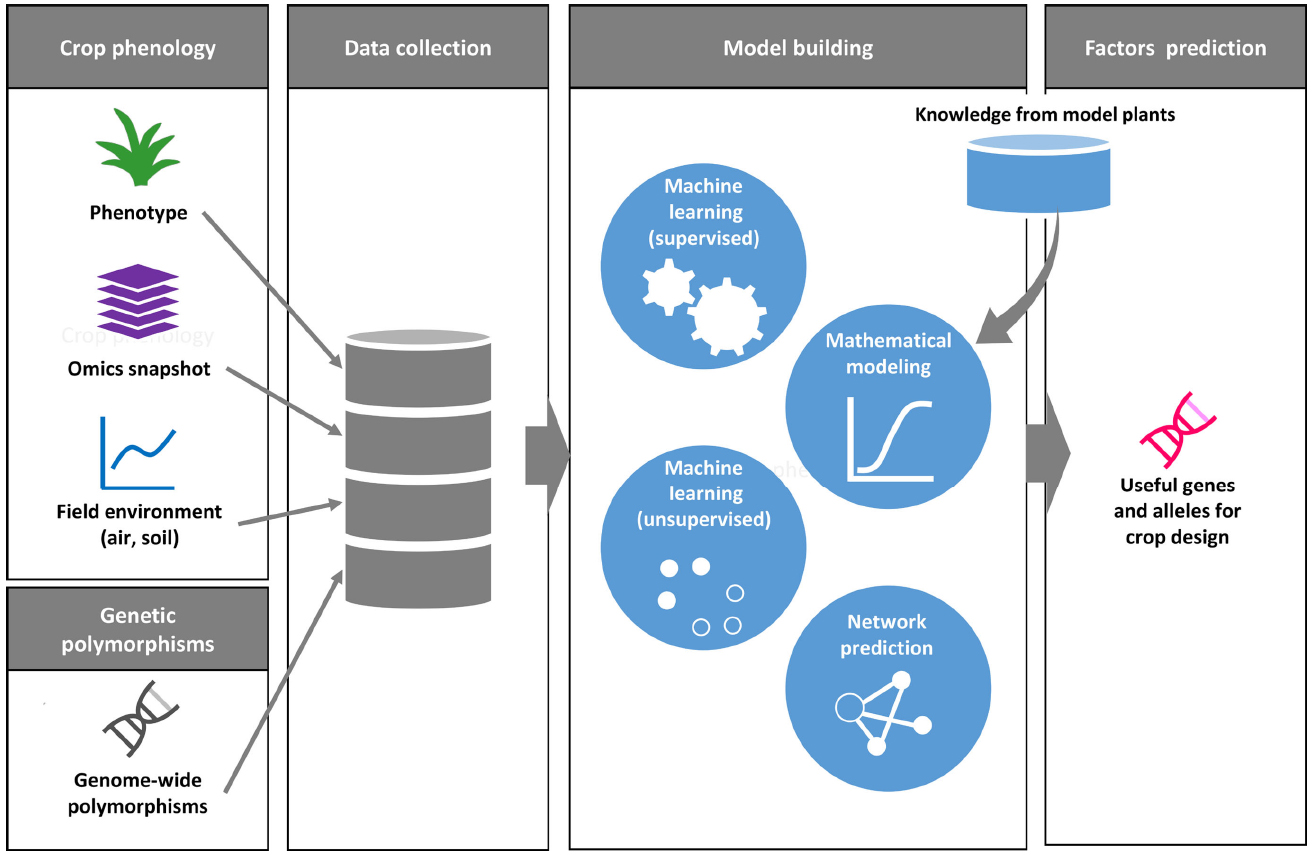 Crop phenology
Data collection
Model building
Factors prediction
Phenotype
Crop phenology
Omics snapshot
Field environment
(air, soil)
Genetic
polymorphisms
Genome-wide
polymorphisms
Knowledge from model plants
Machine
learning
(supervised)
Mathematical
modeling
Machine
learning
(unsupervised)
Network
prediction
Useful genes
and alleles for
crop design